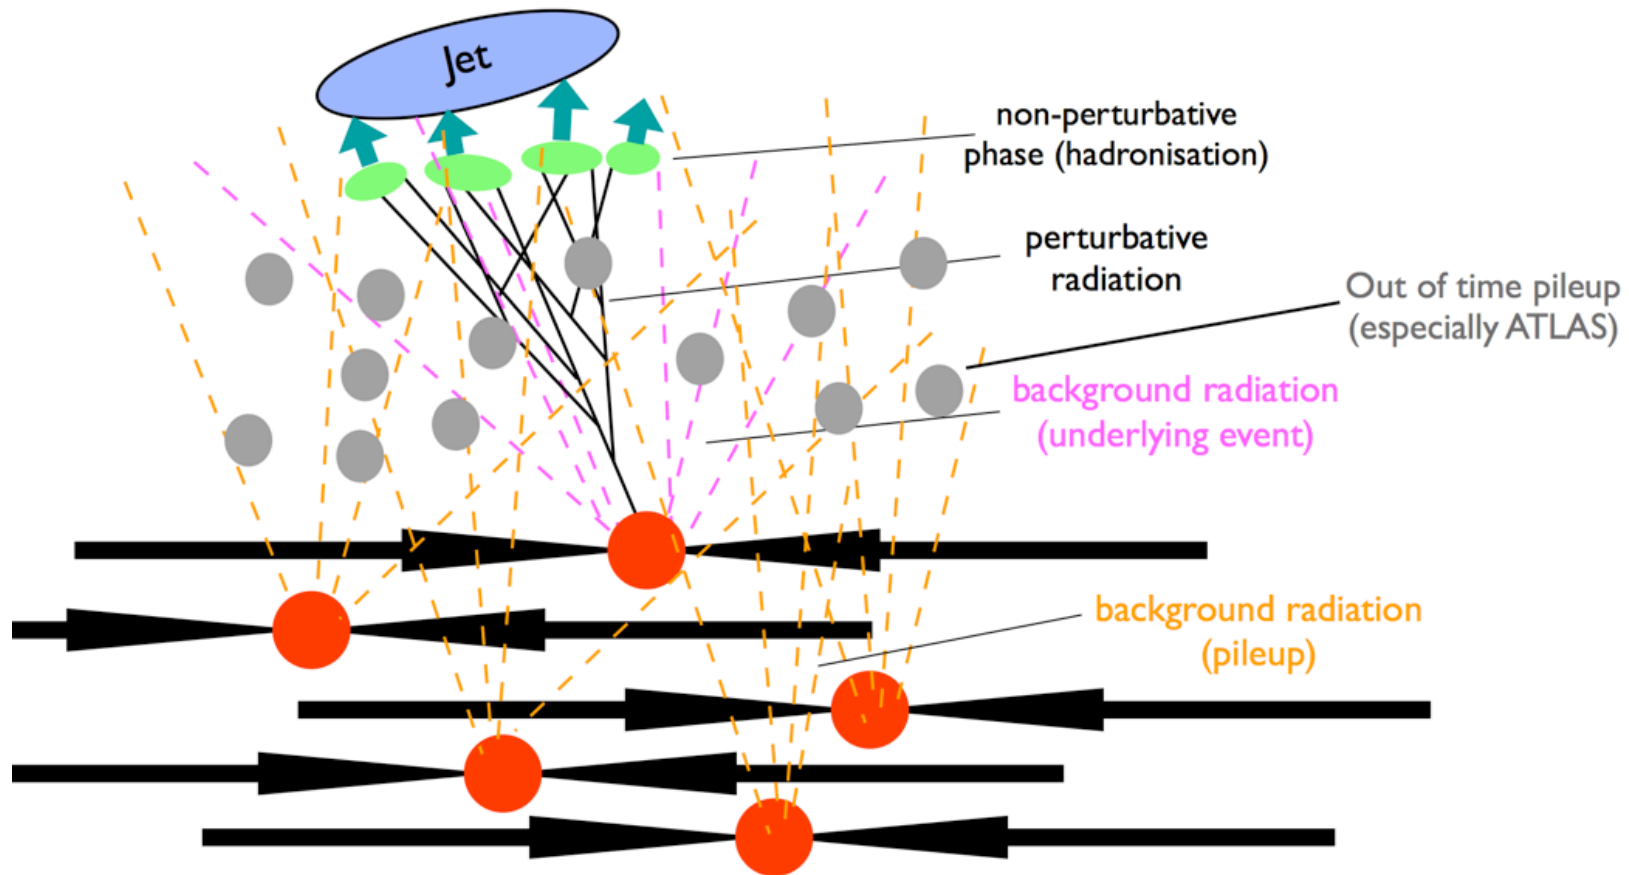 Jet
non-perturbative
phase (hadronisation)
perturbative
radiation
Out of time pileup
(especially ATLAS)
background radiation
(underlying event)
background radiation
(pileup)